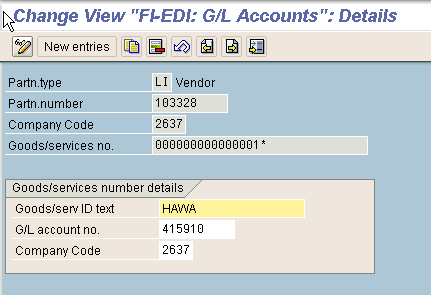 Change View "FI-EDI: G/L Accounts": Details
New entries
Partn.type LI Vendor
Partn.number 103328
Company Code 2637
Goods/services no. 000000000000001*
Goods/services number details
Goods/serv ID text HAWA
G/L account no. 415910
Company Code 2637